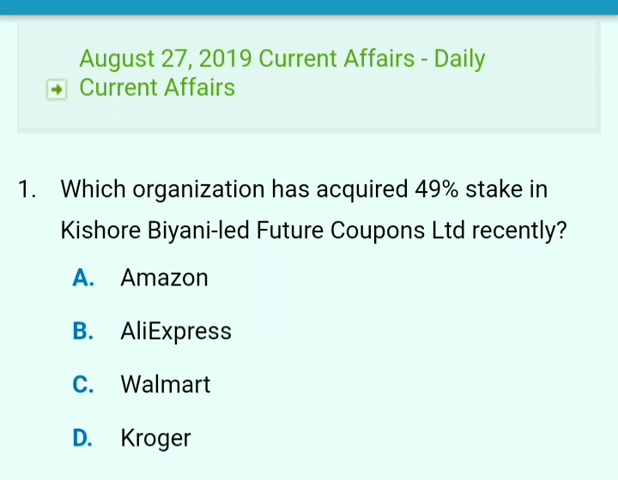 August 27, 2019 Current Affairs - Daily
Current Affairs
1. Which organization has acquired 49% stake in
Kishore Biyani-led Future Coupons Ltd recently?
A. Amazon
B. AliExpress
C. Walmart
D. Kroger